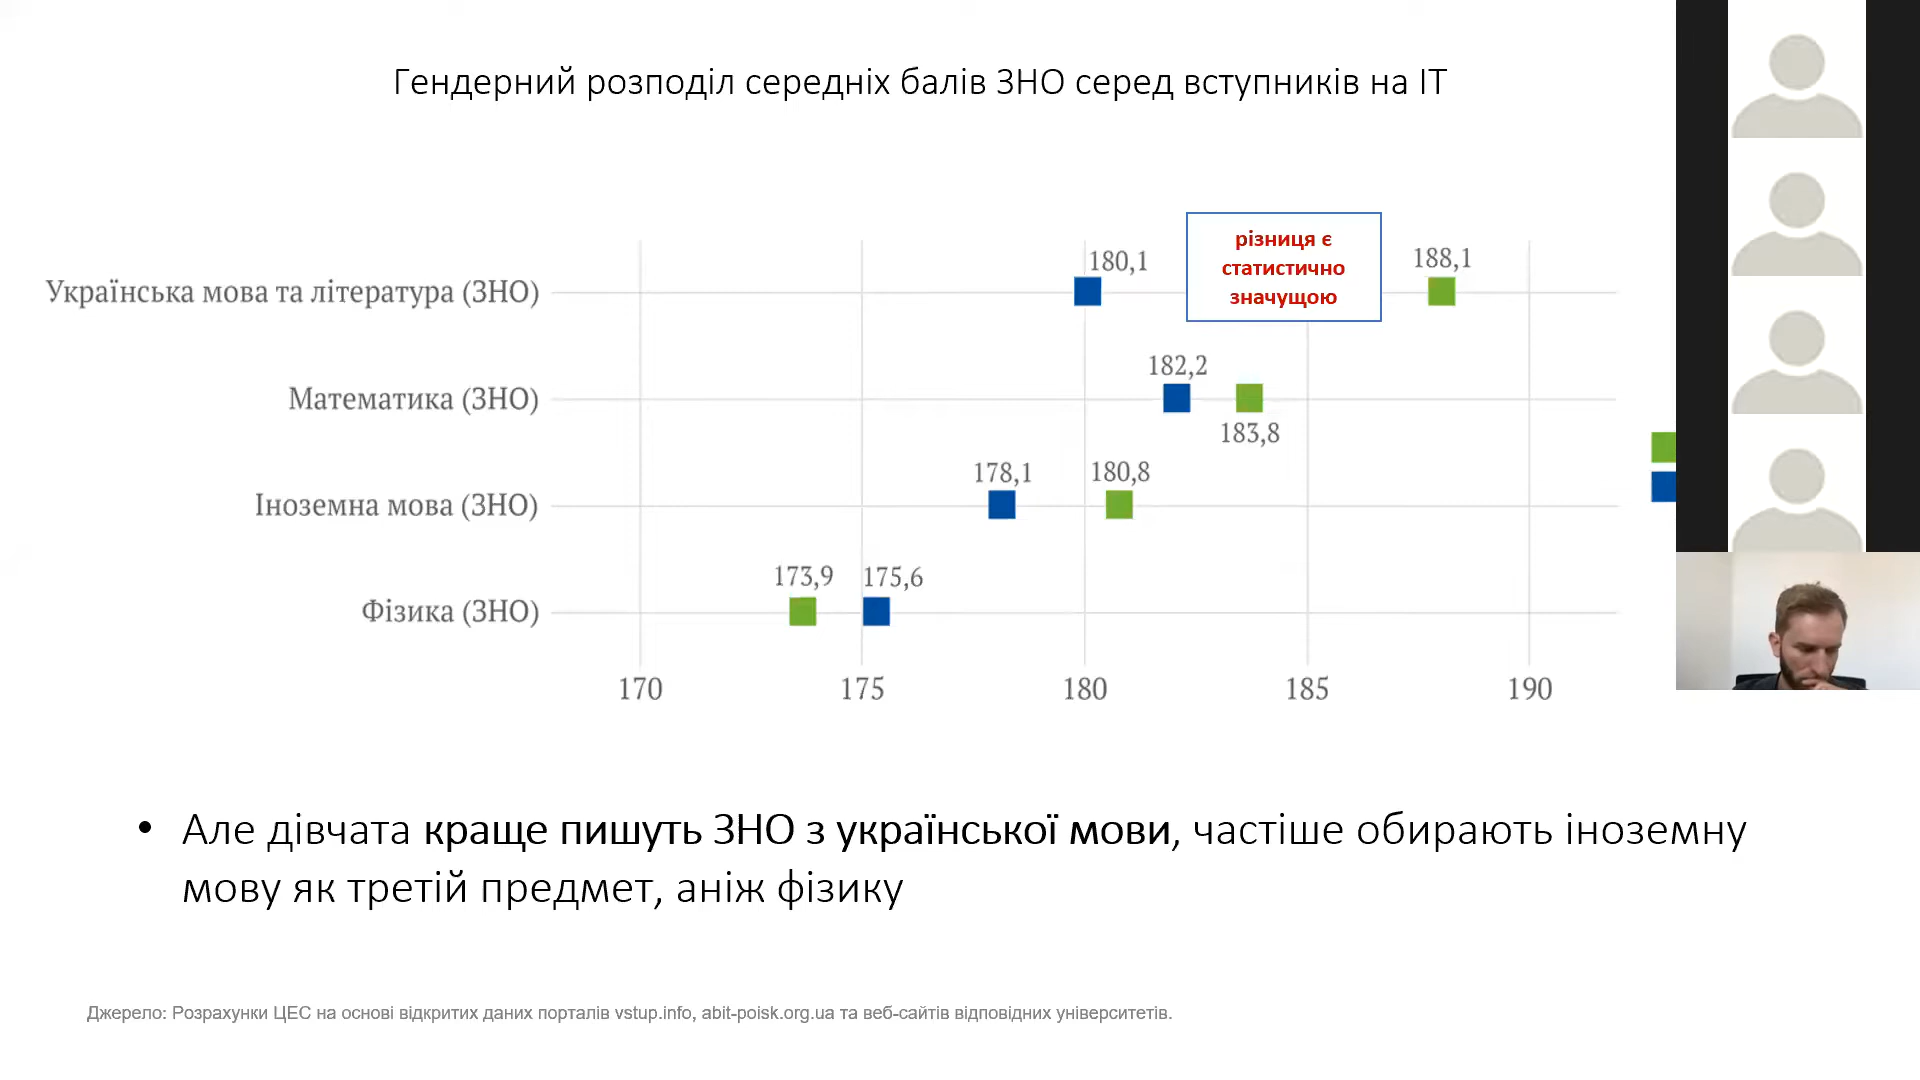 Гендерний розподіл середніх балів ЗНО серед вступників на ІТ
різниця є
статистично
значущою
Українська мова та література (ЗНО)
180,1
188,1
Математика (ЗНО)
182,2
183,8
Іноземна мова (ЗНО)
178,1
180,8
Фізика (ЗНО)
173,9
175,6
170
175
180
185
190
• Але дівчата краще пишуть ЗНО з української мови, частіше обирають іноземну
мову як третій предмет, аніж фізику
Джерело: Розрахунки ЦЕС на основі відкритих даних порталів vstup.info, abit-poisk.org.ua та веб-сайтів відповідних університетів.